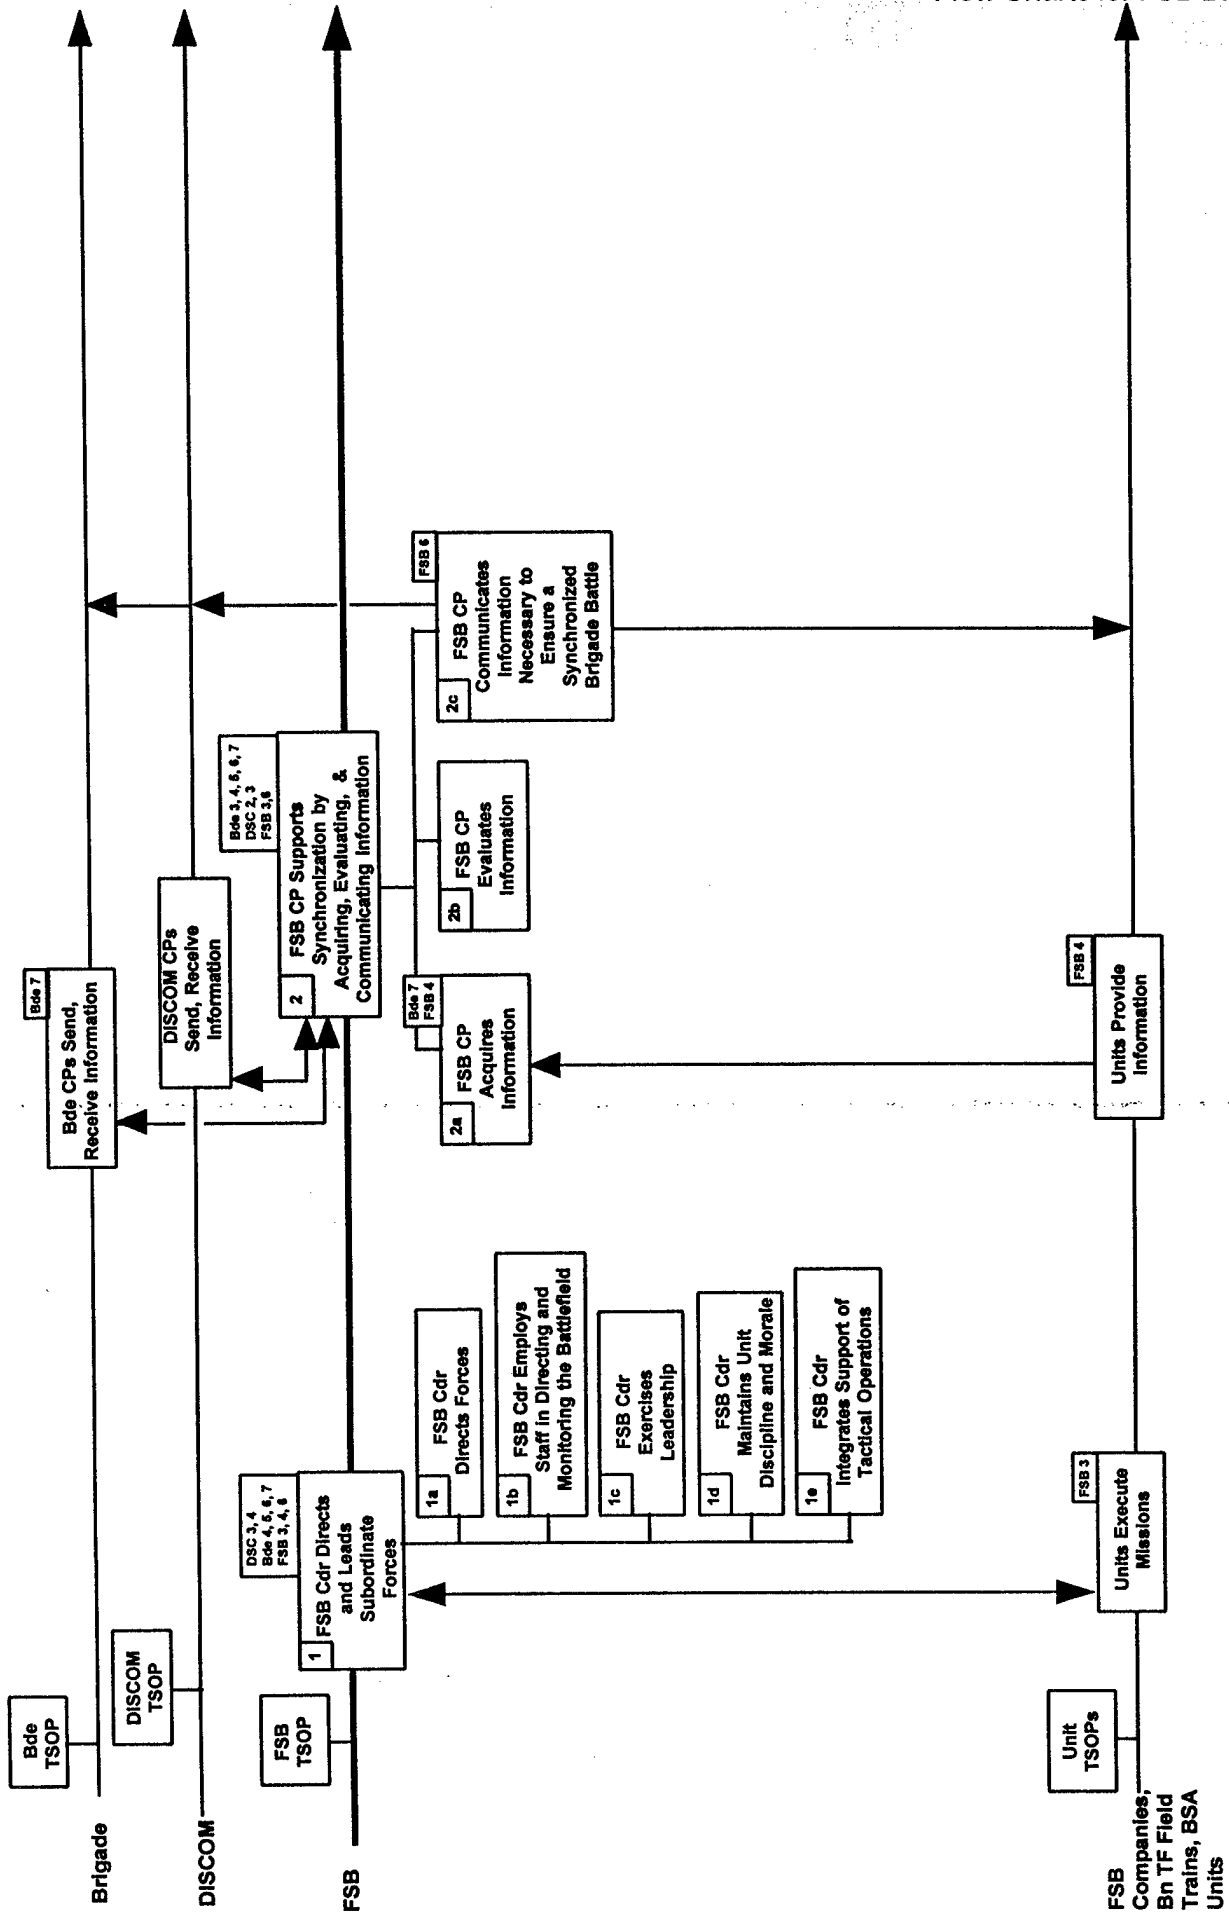 Brigade
Bde
TSOP
Bde 7
Bde CPs Send,
Receive Information
DISCOM
DISCOM
TSOP
DISCOM CPs
Send, Receive
Information
FSB
FSB
TSOP
DSC 3, 4
Bde 4, 5, 6, 7
FSB 3, 4, 6
1
FSB Cdr Directs
and Leads
Subordinate
Forces
1a
FSB Cdr
Directs Forces
1b
FSB Cdr Employs
Staff in Directing and
Monitoring the Battlefield
1c
FSB Cdr
Exercises
Leadership
1d
FSB Cdr
Maintains Unit
Discipline and Morale
1e
FSB Cdr
Integrates Support of
Tactical Operations
Bde 3, 4, 5, 6, 7
DSC 2, 3
FSB 3,6
2
FSB CP Supports
Synchronization by
Acquiring, Evaluating, &
Communicating Information
Bde 7
FSB 4
2a
FSB CP
Acquires
Information
2b
FSB CP
Evaluates
Information
FSB 6
2c
FSB CP
Communicates
Information
Necessary to
Ensure a
Synchronized
Brigade Battle
FSB
Companies,
Bn TF Field
Trains, BSA
Units
Unit
TSOPs
FSB 3
Units Execute
Missions
FSB 4
Units Provide
Information